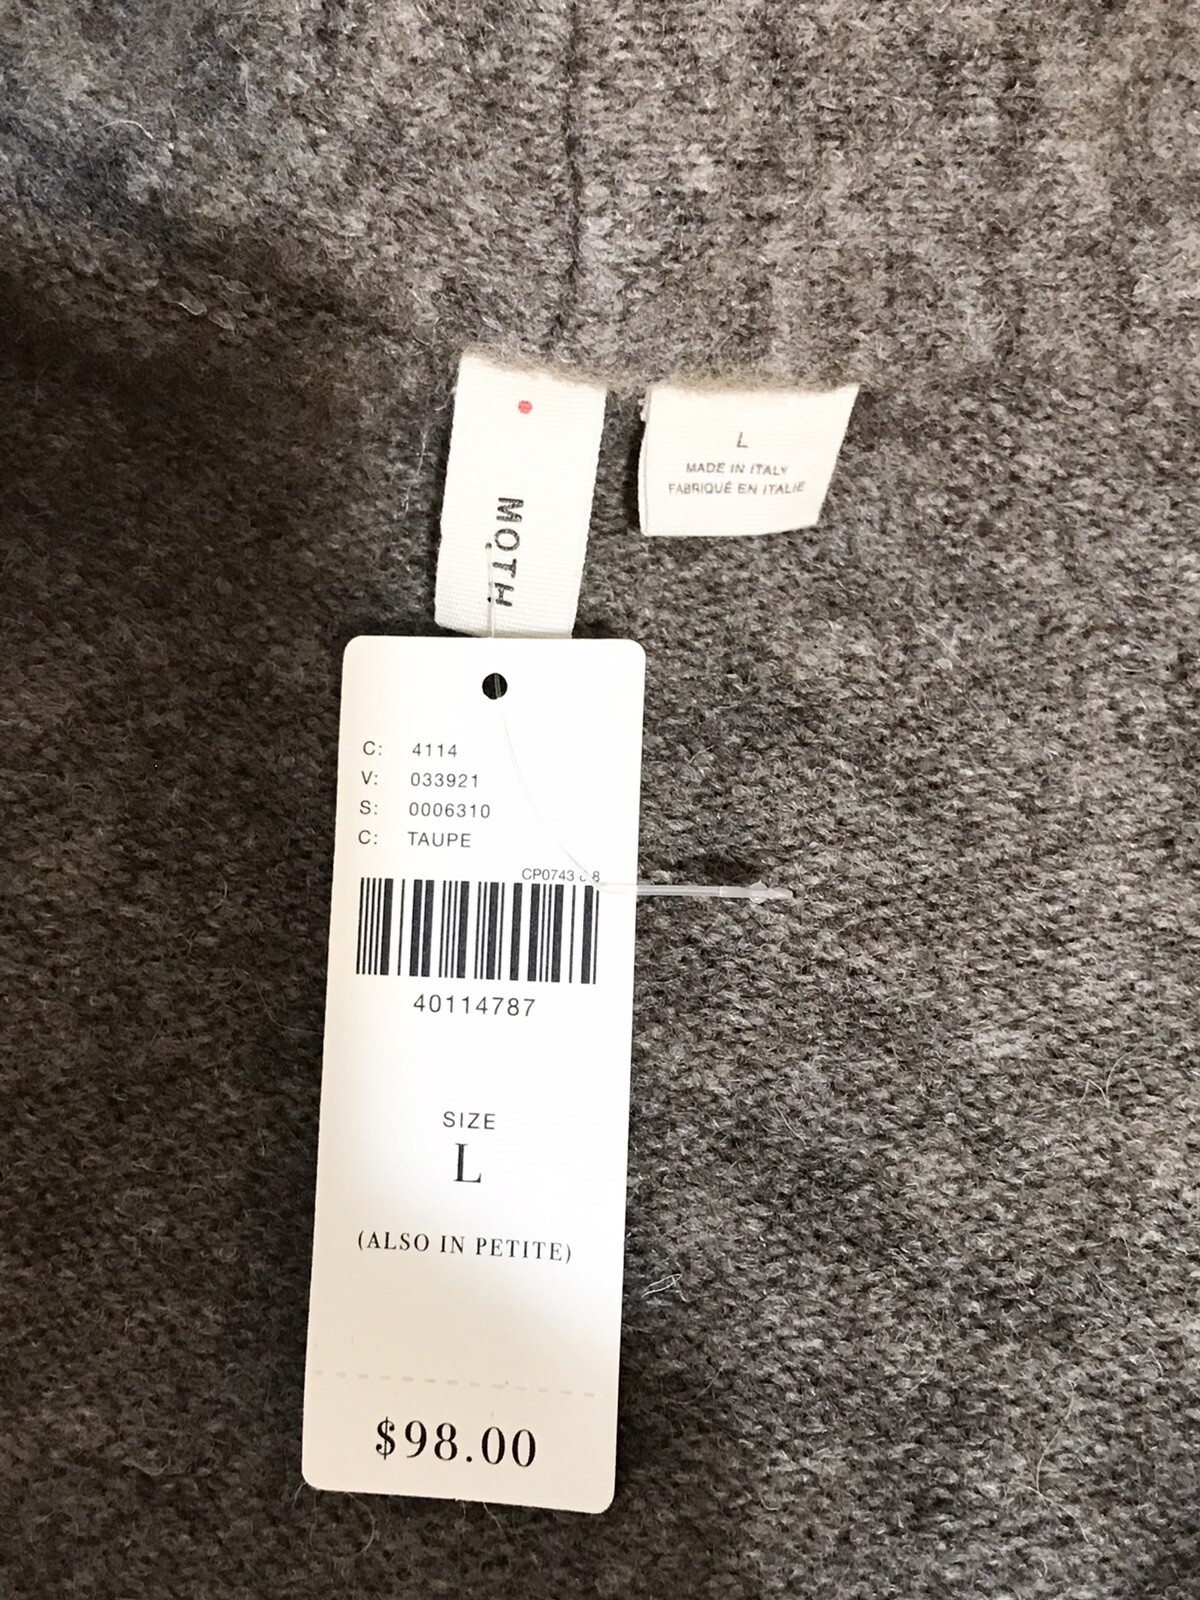 MOTH
L
MADE IN ITALY
FABRIQUÉ EN ITALIE
C: 4114
V: 033921
S: 0006310
C: TAUPE
40114787
SIZE
L
(ALSO IN PETITE)
$98.00